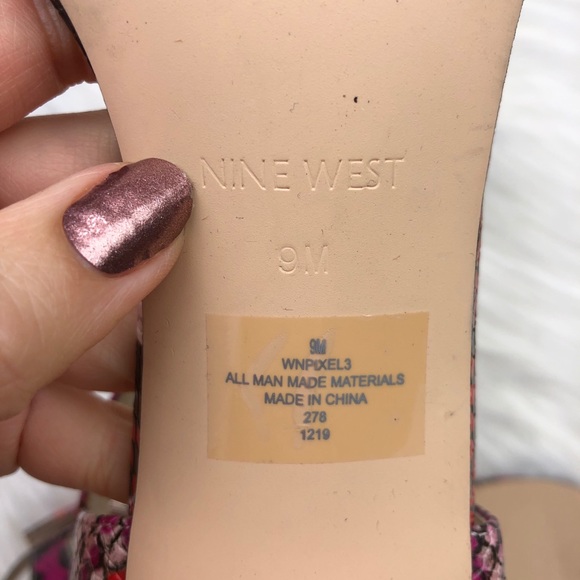 NINE WEST
9M
9M
WNPIXEL3
ALL MAN MADE MATERIALS
MADE IN CHINA
278
1219